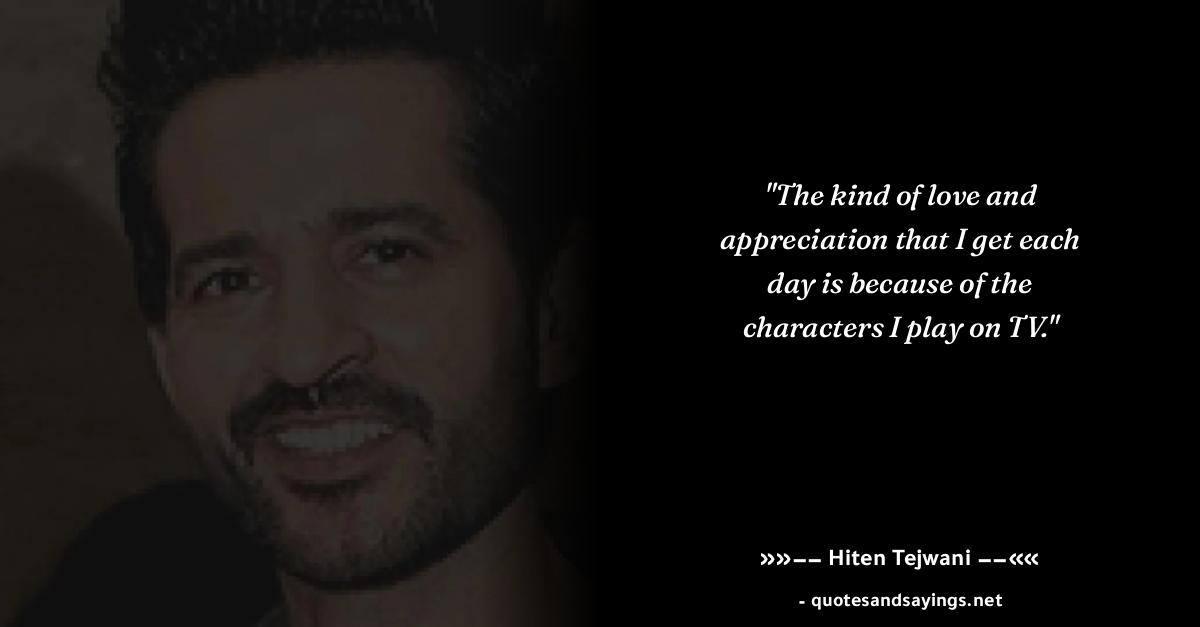 "The kind of love and
appreciation that I get each
day is because of the
characters I play on TV."
»»–– Hiten Tejwani ––««
- quotesandsayings.net